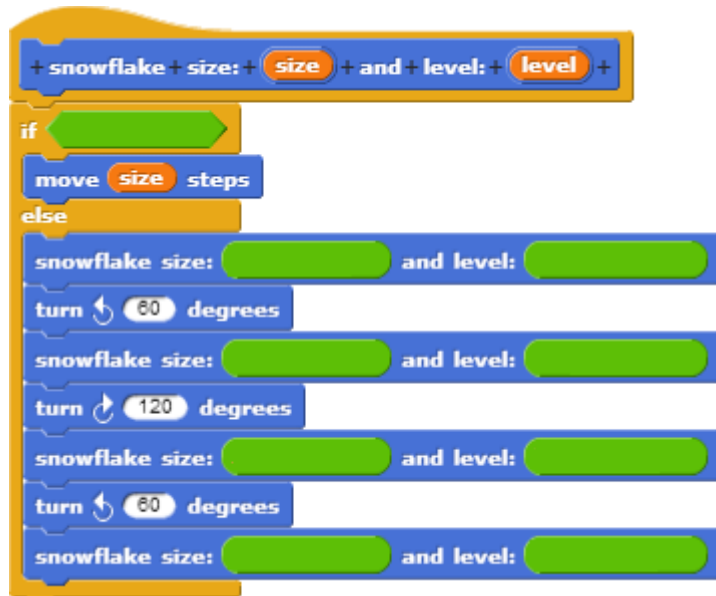 + snowflake + size: + size + and + level: + level +
if
move size steps
else
snowflake size: and level:
turn 60 degrees
snowflake size: and level:
turn 120 degrees
snowflake size: and level:
turn 60 degrees
snowflake size: and level: